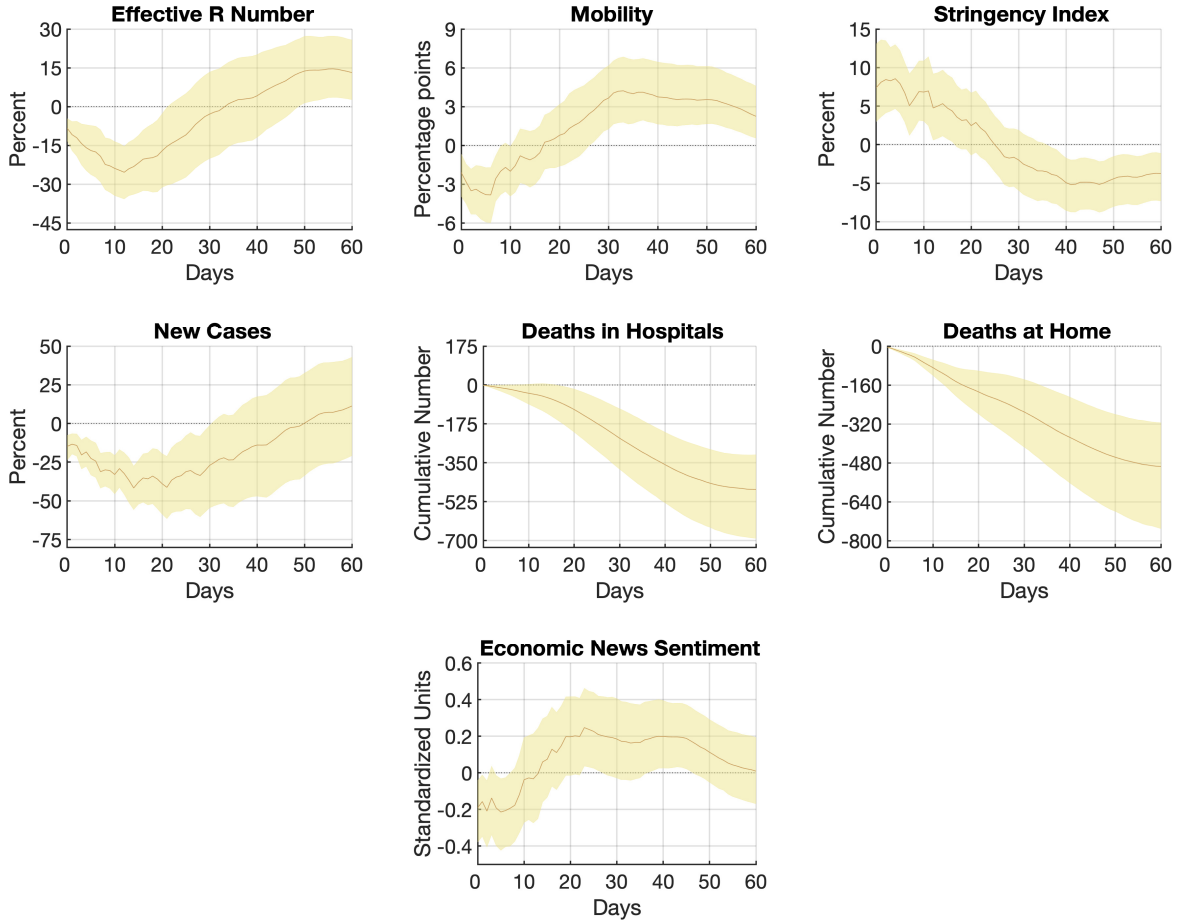 Effective R Number
30
15
0
-15
-30
-45
Percent
0 10 20 30 40 50 60
Days
Mobility
9
6
3
0
-3
-6
Percentage points
0 10 20 30 40 50 60
Days
Stringency Index
15
10
5
0
-5
-10
Percent
0 10 20 30 40 50 60
Days
New Cases
50
25
0
-25
-50
-75
Percent
0 10 20 30 40 50 60
Days
Deaths in Hospitals
175
0
-175
-350
-525
-700
Cumulative Number
0 10 20 30 40 50 60
Days
Deaths at Home
0
-160
-320
-480
-640
-800
Cumulative Number
0 10 20 30 40 50 60
Days
Economic News Sentiment
0.6
0.4
0.2
0
-0.2
-0.4
Standardized Units
0 10 20 30 40 50 60
Days